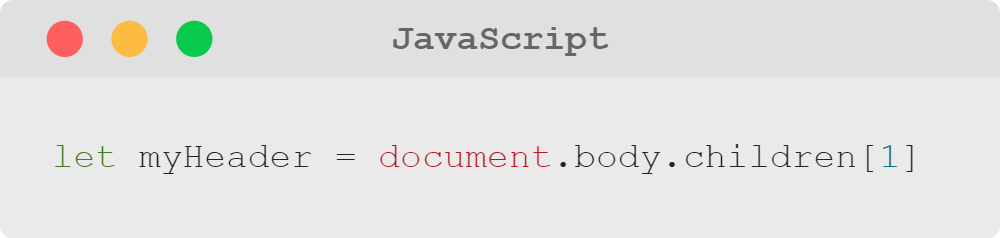 JavaScript
let myHeader = document.body.children[1]